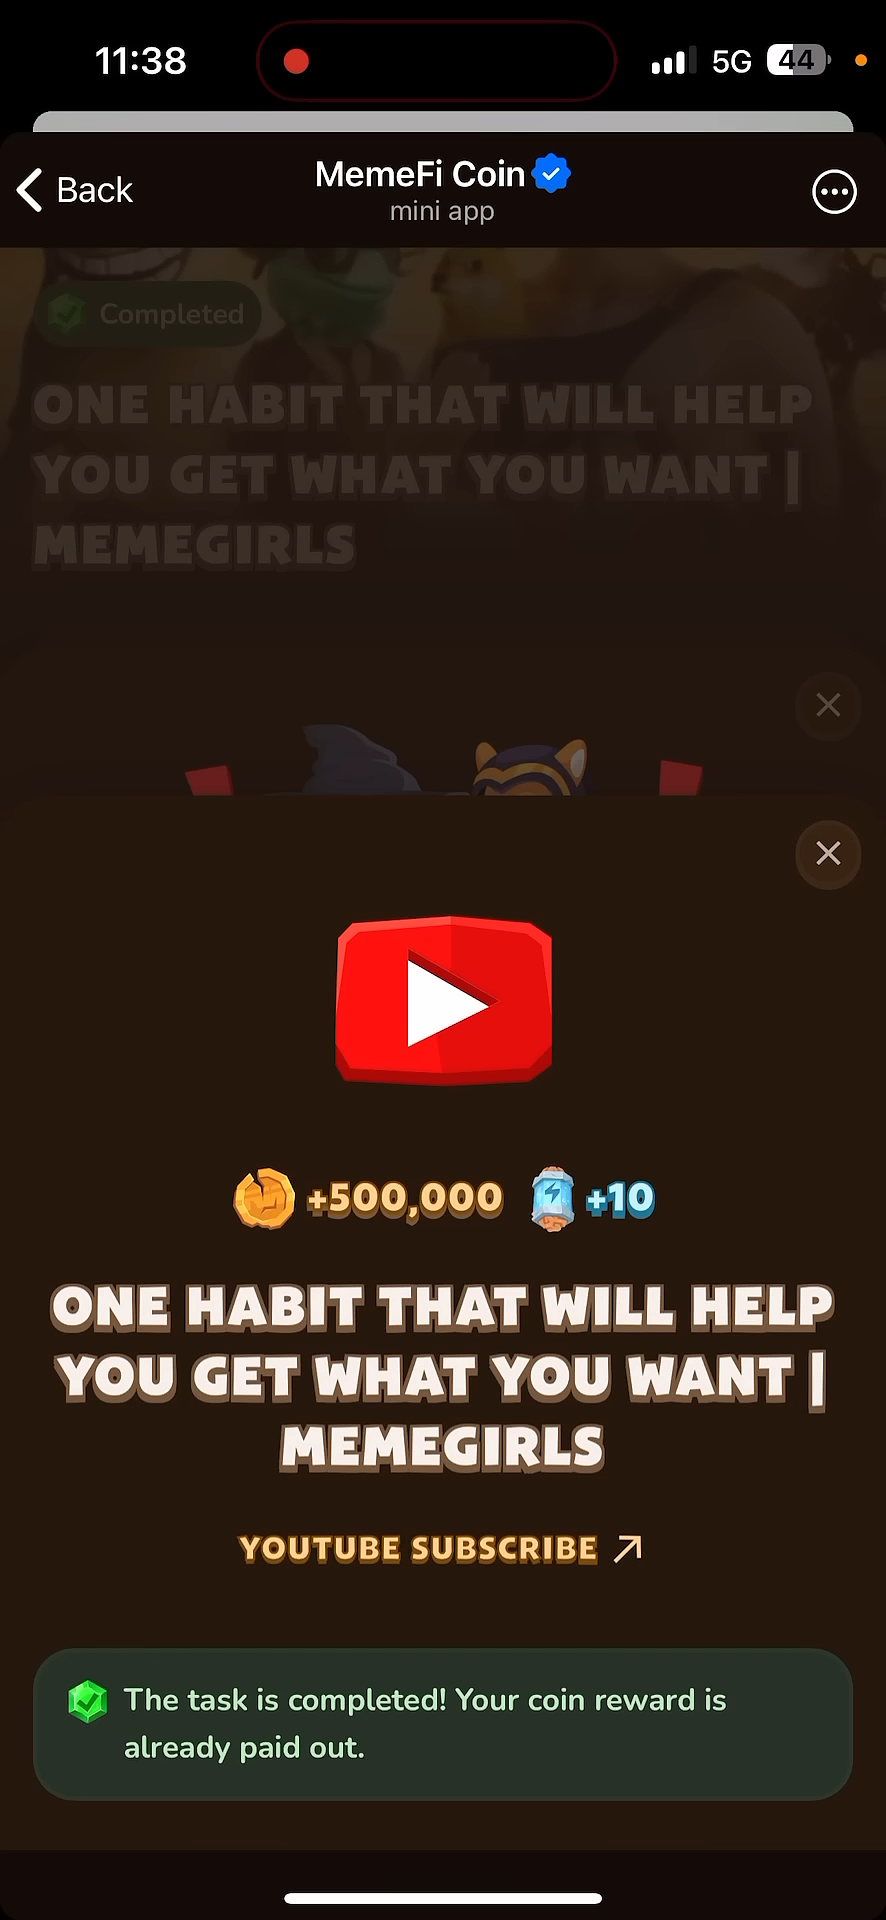 11:38
5G
44
Back
MemeFi Coin
mini app
Completed
ONE HABIT THAT WILL HELP
YOU GET WHAT YOU WANT |
MEMEGIRLS
+500,000 +10
ONE HABIT THAT WILL HELP
YOU GET WHAT YOU WANT |
MEMEGIRLS
YOUTUBE SUBSCRIBE
The task is completed! Your coin reward is
already paid out.